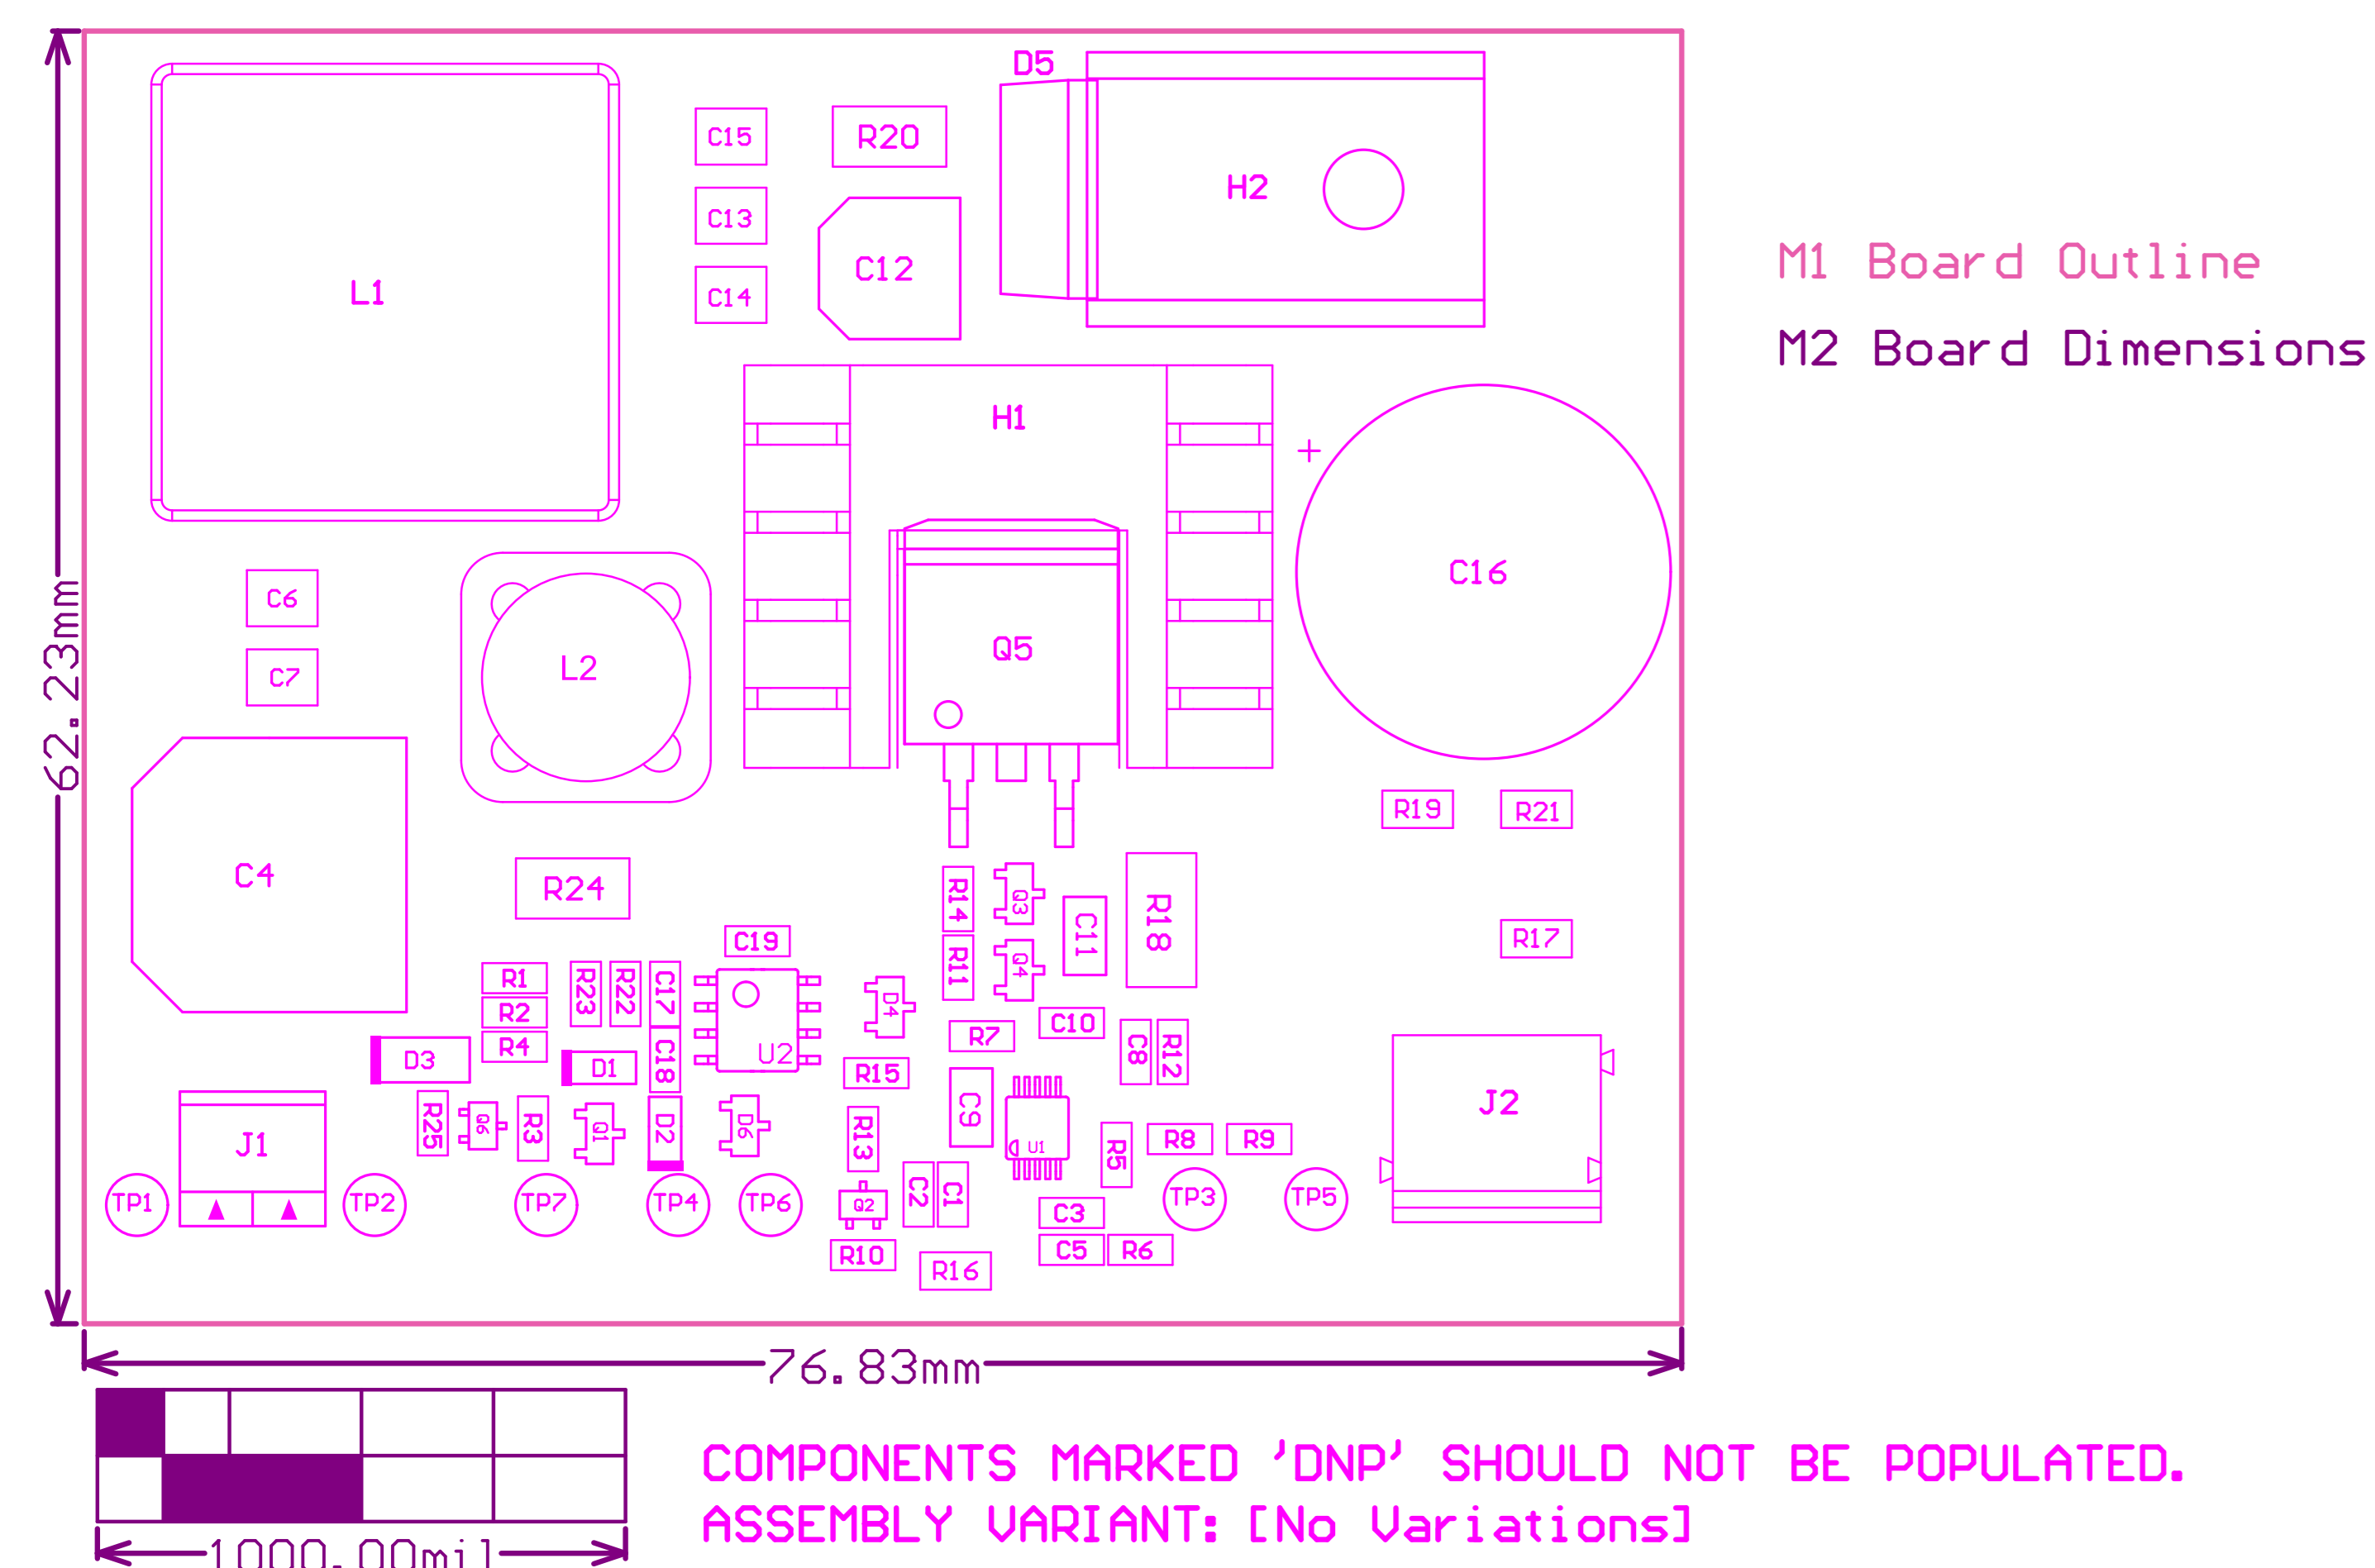 D5
C15
R20
H2
C13
C12
L1
C14
M1 Board Outline
M2 Board Dimensions
H1
C16
C6
L2
Q5
C7
62.23mm
R19
R21
C4
R24
R14
Q3
C11
R18
R17
C19
R11
Q4
R1
R23
R22
C17
D4
R2
C10
R7
C8
R12
R4
D3
D1
C18
U2
R15
J2
R25
Q6
R3
Q1
D2
D6
C9
R13
U1
R5
R8
R9
J1
TP1
TP2
TP7
TP4
TP6
Q2
C2
C1
C3
TP3
TP5
R10
C5
R6
R16
76.83mm
COMPONENTS MARKED 'DNP' SHOULD NOT BE POPULATED.
ASSEMBLY VARIANT: [No Variations]
1000.00mil